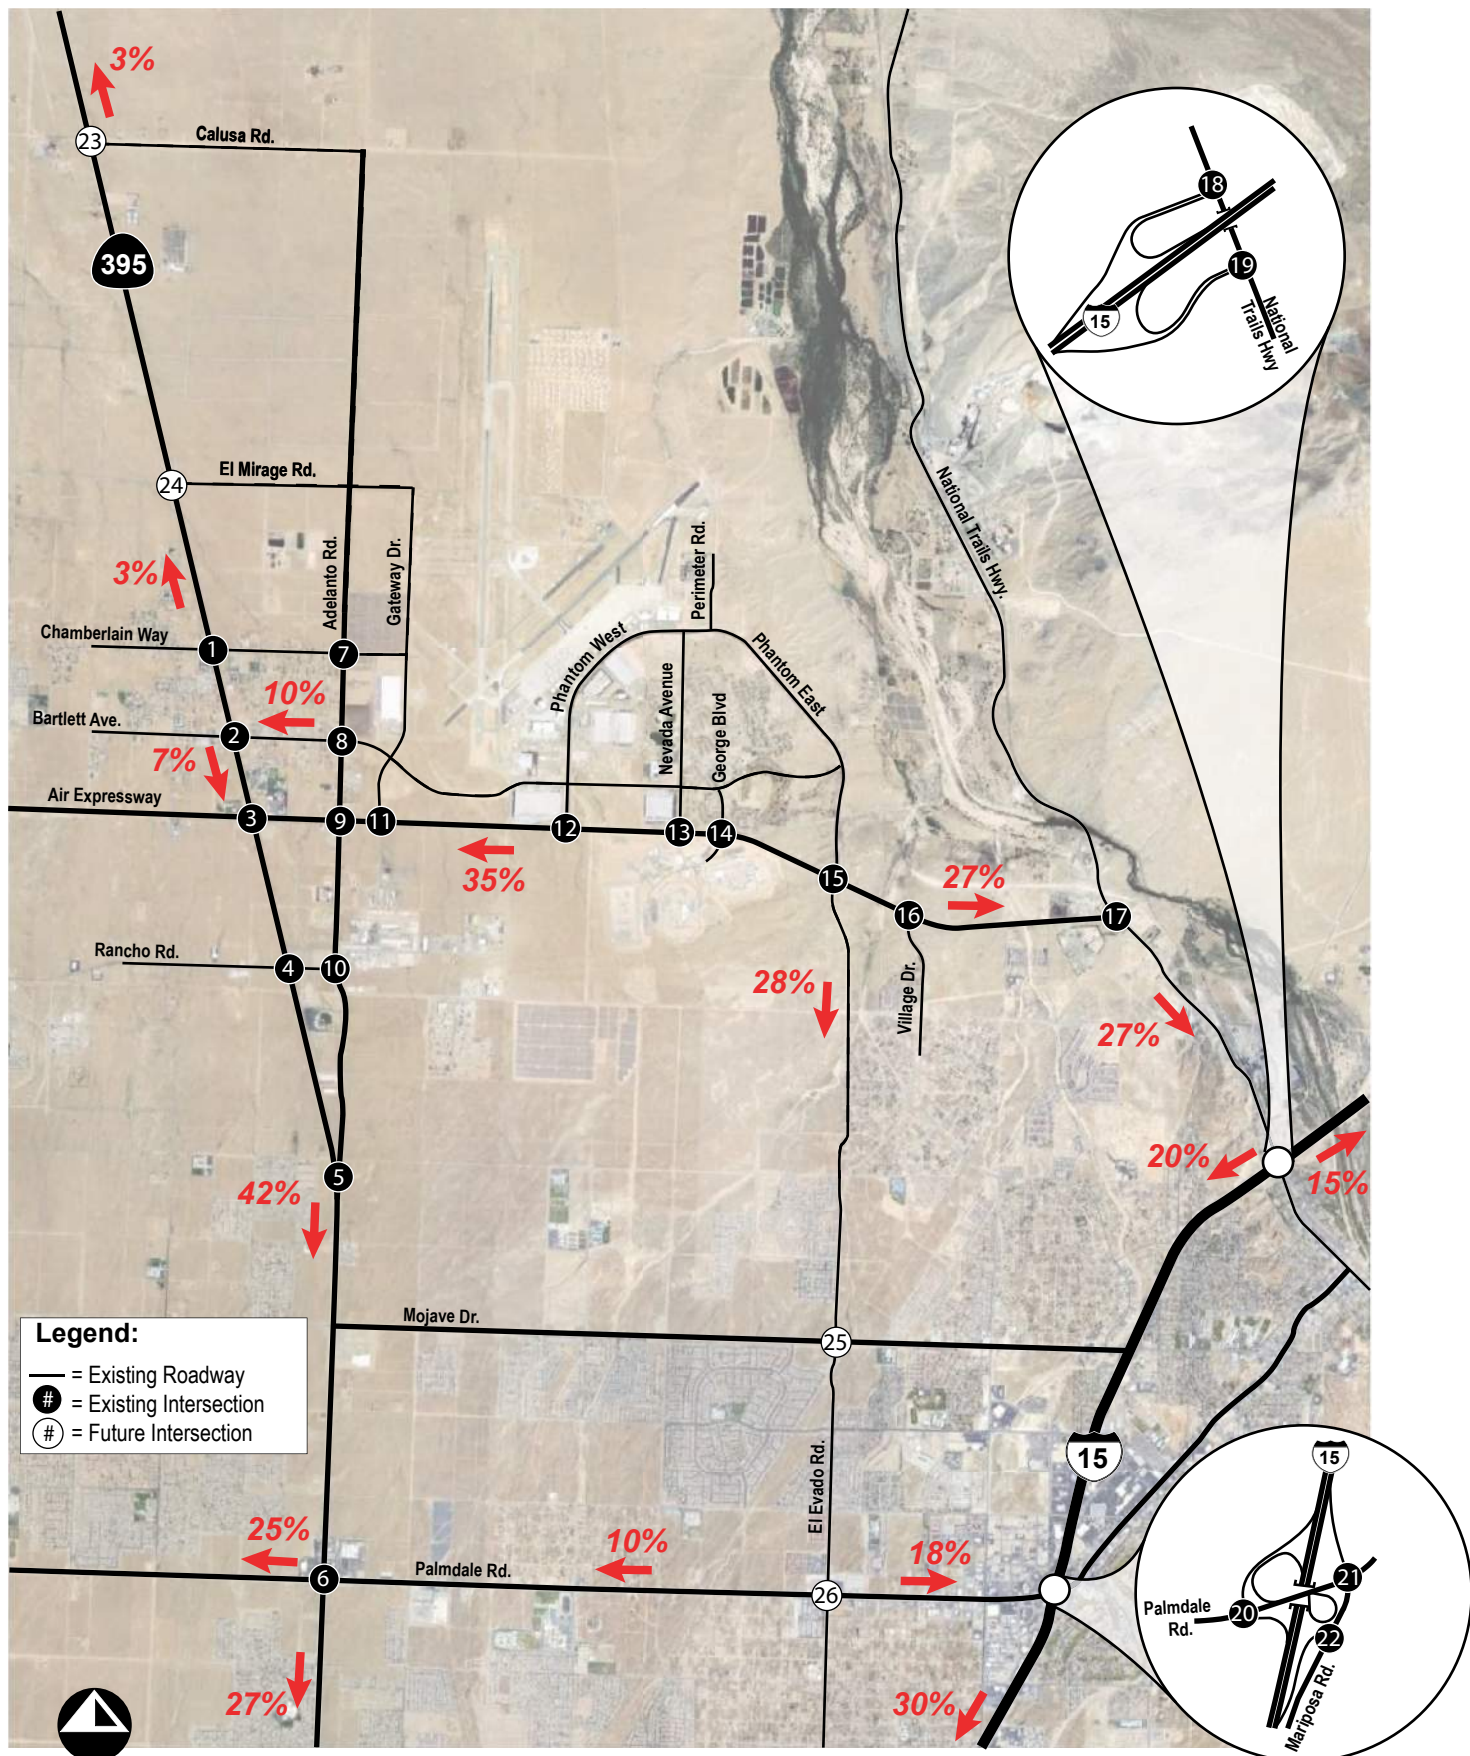 3%
23
Calusa Rd.
395
18
19
15
National
Trails Hwy
24
El Mirage Rd.
National Trails Hwy.
3%
Adelanto Rd.
Gateway Dr.
Perimeter Rd.
Chamberlain Way
1
7
Phantom West
Phantom East
10%
Nevada Avenue
George Blvd
Bartlett Ave.
2
8
7%
Air Expressway
3
9
11
12
13
14
35%
15
27%
16
17
Rancho Rd.
4
10
28%
Village Dr.
27%
5
42%
20%
15%
Mojave Dr.
25
Legend:
= Existing Roadway
# = Existing Intersection
# = Future Intersection
15
El Evado Rd.
15
25%
10%
18%
6
Palmdale Rd.
26
21
Palmdale
Rd.
20
22
Mariposa Rd.
27%
30%